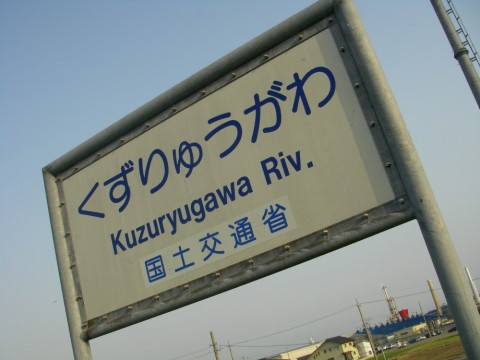 くずりゅうがわ
Kuzuryugawa Riv.
国土交通省